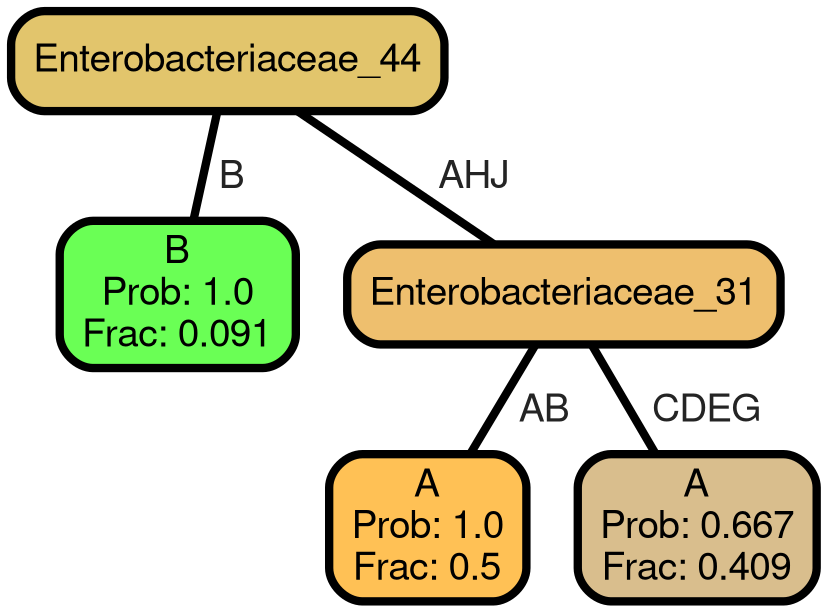 Enterobacteriaceae_44
B
AHJ
B
Prob: 1.0
Frac: 0.091
Enterobacteriaceae_31
AB
CDEG
A
Prob: 1.0
Frac: 0.5
A
Prob: 0.667
Frac: 0.409